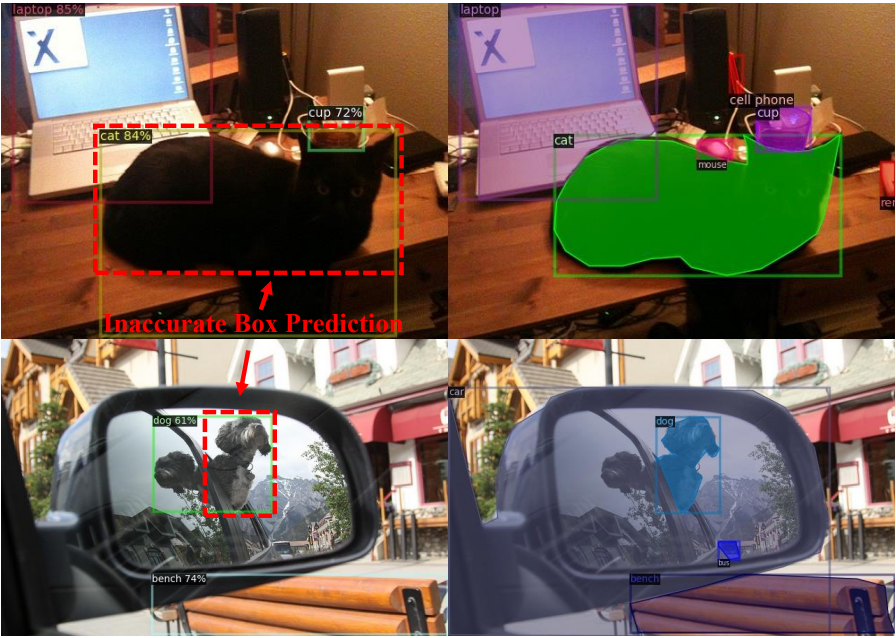 laptop 85%
laptop
X
X
cup 72%
cell phone
cup
cat 84%
cat
mouse
Inaccurate Box Prediction
car
dog 61%
dog
bus
bench 74%
bench